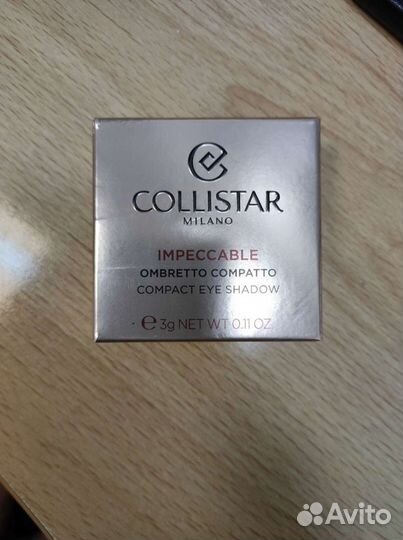 COLLISTAR
MILANO
IMPECCABLE
OMBRETTO COMPATTO
COMPACT EYE SHADOW
℮ 3g NET WT 0.11 OZ.
Avito